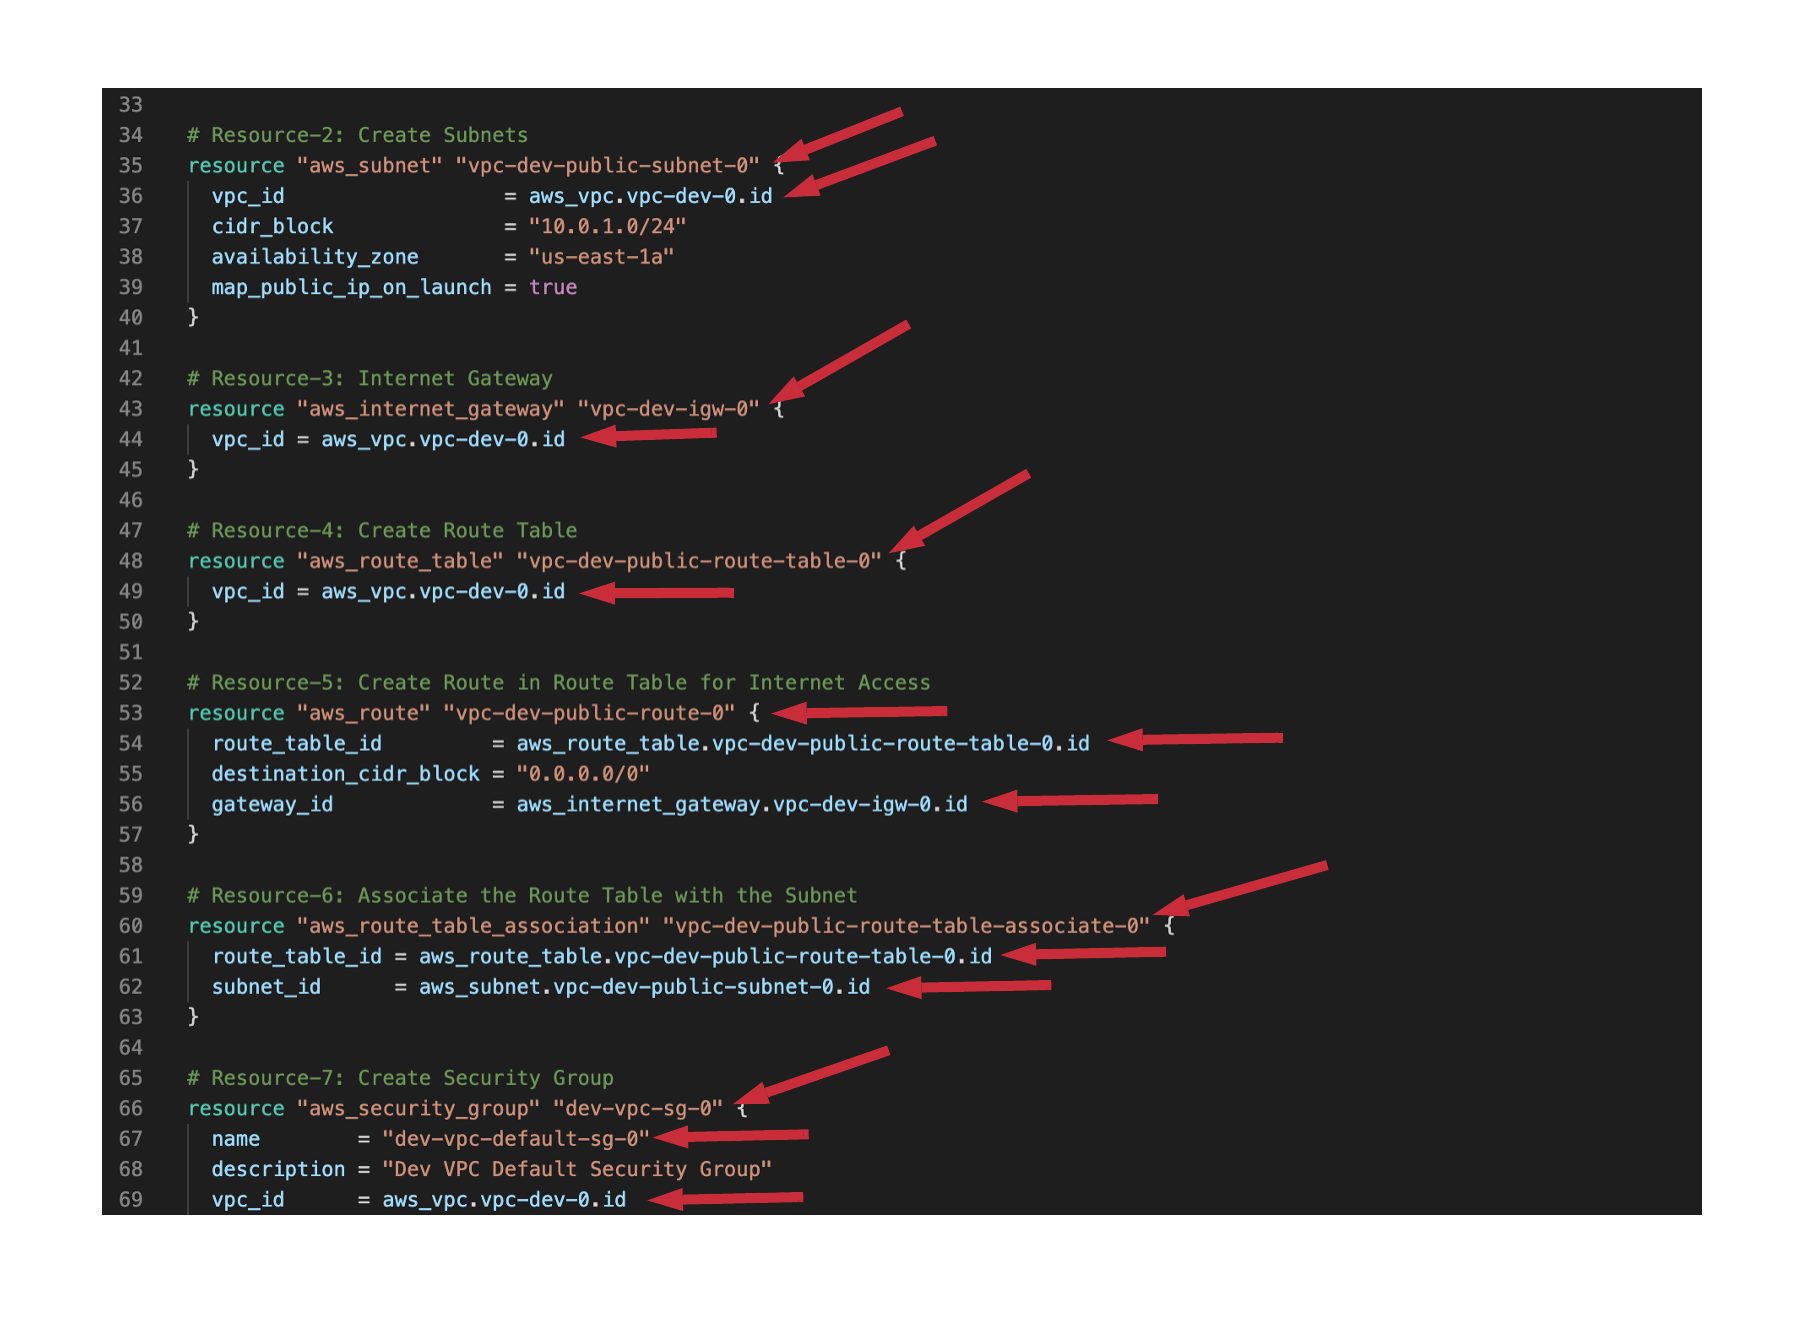 33
34 # Resource-2: Create Subnets
35 resource "aws_subnet" "vpc-dev-public-subnet-0" {
36   vpc_id                  = aws_vpc.vpc-dev-0.id
37   cidr_block              = "10.0.1.0/24"
38   availability_zone       = "us-east-1a"
39   map_public_ip_on_launch = true
40 }
41
42 # Resource-3: Internet Gateway
43 resource "aws_internet_gateway" "vpc-dev-igw-0" {
44   vpc_id = aws_vpc.vpc-dev-0.id
45 }
46
47 # Resource-4: Create Route Table
48 resource "aws_route_table" "vpc-dev-public-route-table-0" {
49   vpc_id = aws_vpc.vpc-dev-0.id
50 }
51
52 # Resource-5: Create Route in Route Table for Internet Access
53 resource "aws_route" "vpc-dev-public-route-0" {
54   route_table_id         = aws_route_table.vpc-dev-public-route-table-0.id
55   destination_cidr_block = "0.0.0.0/0"
56   gateway_id             = aws_internet_gateway.vpc-dev-igw-0.id
57 }
58
59 # Resource-6: Associate the Route Table with the Subnet
60 resource "aws_route_table_association" "vpc-dev-public-route-table-associate-0" {
61   route_table_id = aws_route_table.vpc-dev-public-route-table-0.id
62   subnet_id      = aws_subnet.vpc-dev-public-subnet-0.id
63 }
64
65 # Resource-7: Create Security Group
66 resource "aws_security_group" "dev-vpc-sg-0" {
67   name        = "dev-vpc-default-sg-0"
68   description = "Dev VPC Default Security Group"
69   vpc_id      = aws_vpc.vpc-dev-0.id